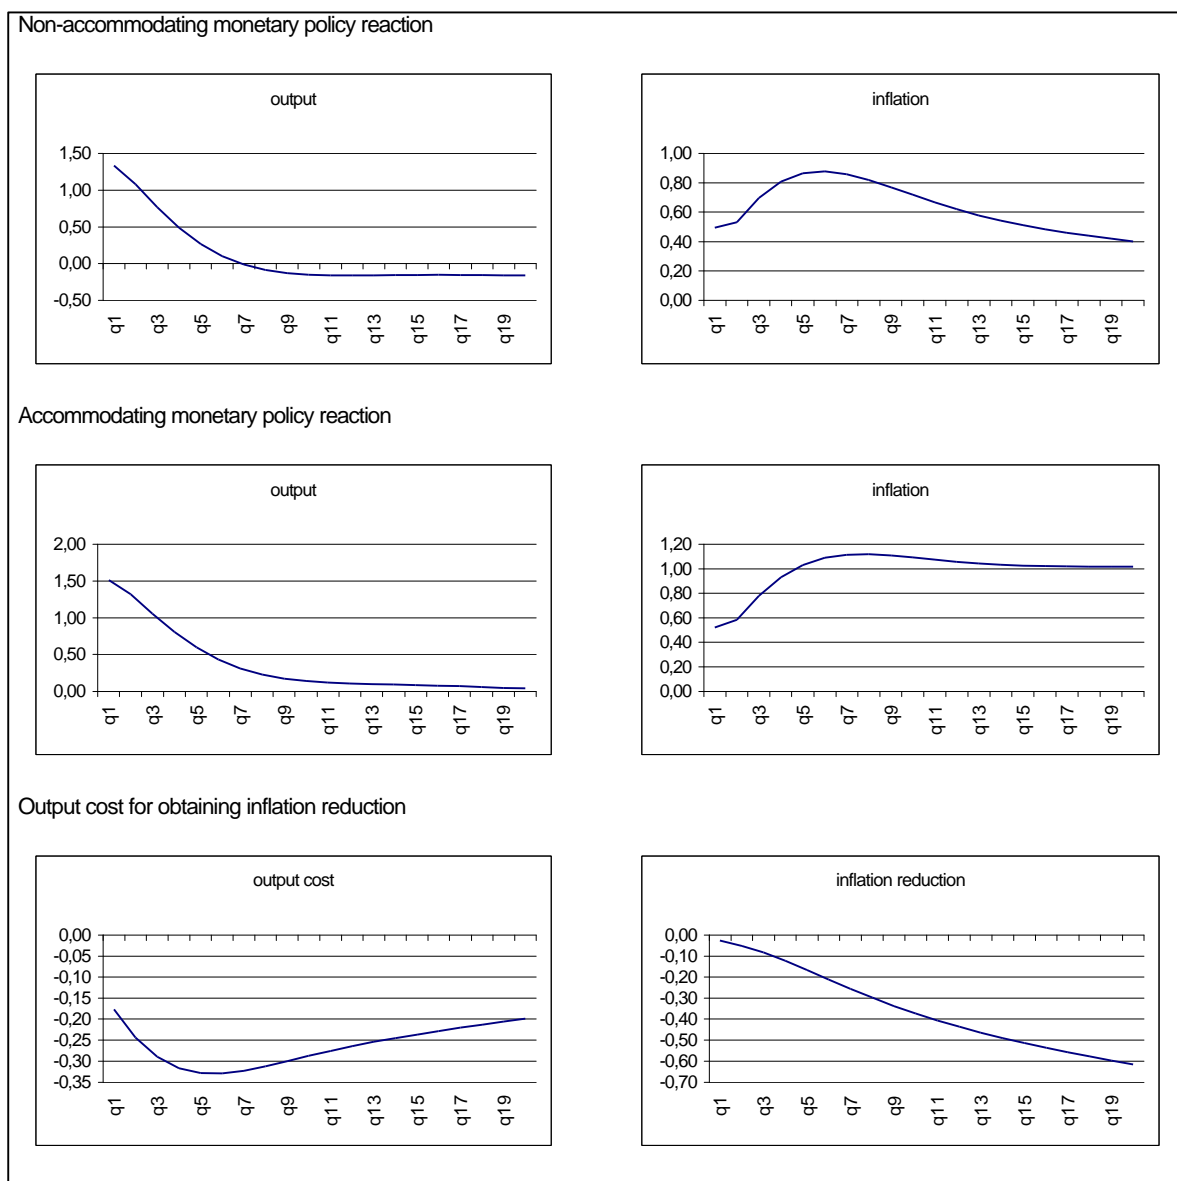 Non-accommodating monetary policy reaction
output
1,50
1,00
0,50
0,00
-0,50
q1 q3 q5 q7 q9 q11 q13 q15 q17 q19
inflation
1,00
0,80
0,60
0,40
0,20
0,00
q1 q3 q5 q7 q9 q11 q13 q15 q17 q19
Accommodating monetary policy reaction
output
2,00
1,50
1,00
0,50
0,00
q1 q3 q5 q7 q9 q11 q13 q15 q17 q19
inflation
1,20
1,00
0,80
0,60
0,40
0,20
0,00
q1 q3 q5 q7 q9 q11 q13 q15 q17 q19
Output cost for obtaining inflation reduction
output cost
0,00
-0,05
-0,10
-0,15
-0,20
-0,25
-0,30
-0,35
q1 q3 q5 q7 q9 q11 q13 q15 q17 q19
inflation reduction
0,00
-0,10
-0,20
-0,30
-0,40
-0,50
-0,60
-0,70
q1 q3 q5 q7 q9 q11 q13 q15 q17 q19